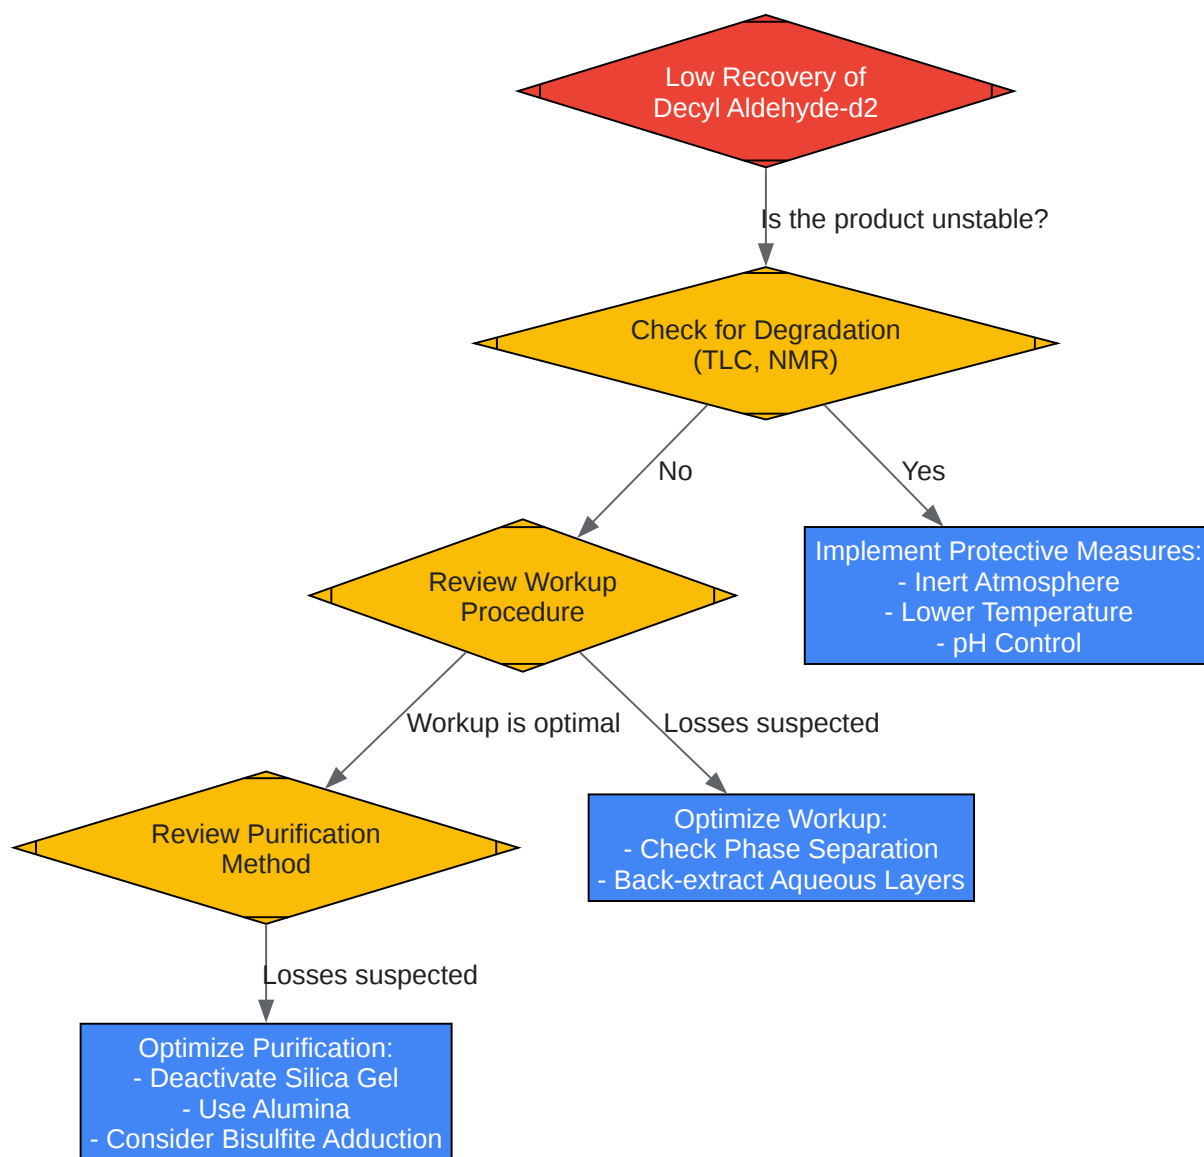 Low Recovery of
Decyl Aldehyde-d2
Is the product unstable?
Check for Degradation
(TLC, NMR)
No
Yes
Review Workup
Procedure
Implement Protective Measures:
- Inert Atmosphere
- Lower Temperature
- pH Control
Workup is optimal
Losses suspected
Review Purification
Method
Optimize Workup:
- Check Phase Separation
- Back-extract Aqueous Layers
Losses suspected
Optimize Purification:
- Deactivate Silica Gel
- Use Alumina
- Consider Bisulfite Adduction